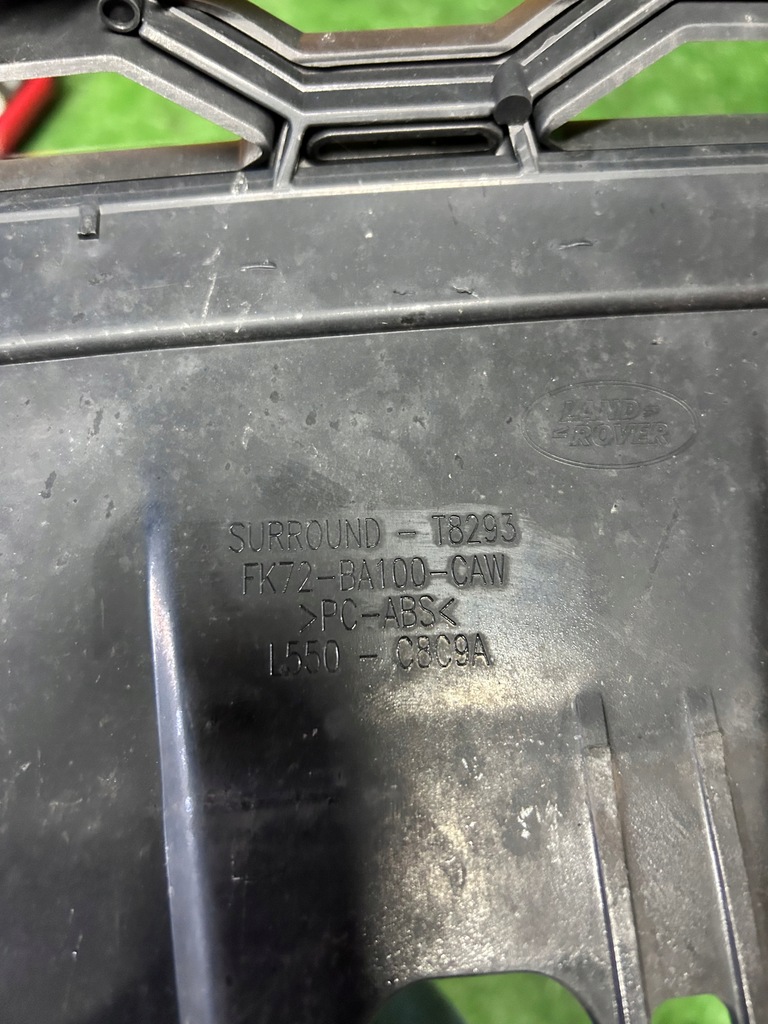 LAND-
-ROVER
SURROUND - T8293
FK72-BA100-CAW
>PC-ABS<
L550 - C8C9A